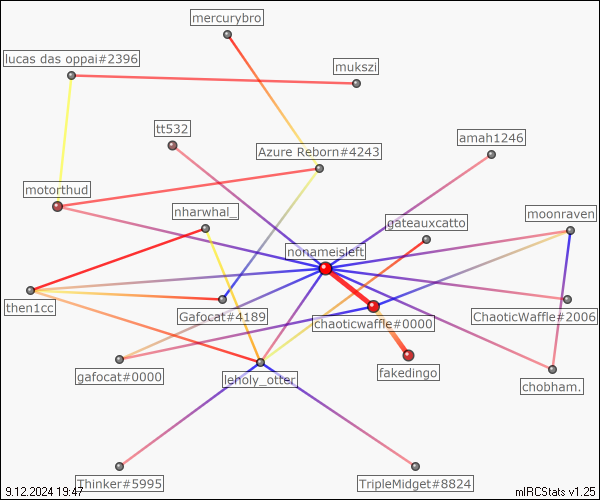 mercurybro
lucas das oppai#2396
mukszi
tt532
amah1246
Azure Reborn#4243
motorthud
nharwhal_
moonraven
gateauxcatto
nonameisleft
then1cc
Gafocat#4189
ChaoticWaffle#2006
chaoticwaffle#0000
gafocat#0000
leholy_otter
fakedingo
chobham.
Thinker#5995
TripleMidget#8824
9.12.2024 19:47
mIRCStats v1.25